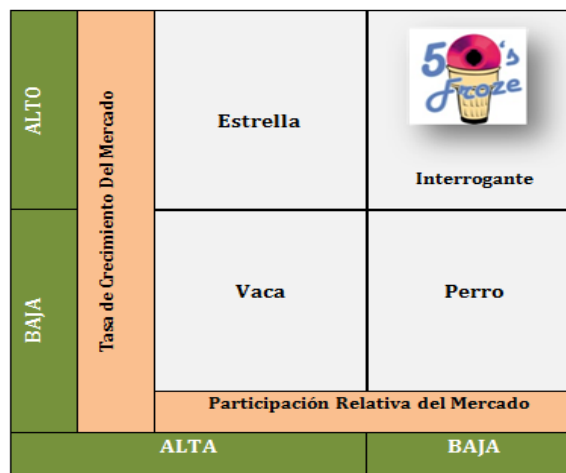 ALTO
Tasa de Crecimiento Del Mercado
Estrella
50's
Froze
Interrogante
BAJA
Vaca
Perro
Participación Relativa del Mercado
ALTA
BAJA